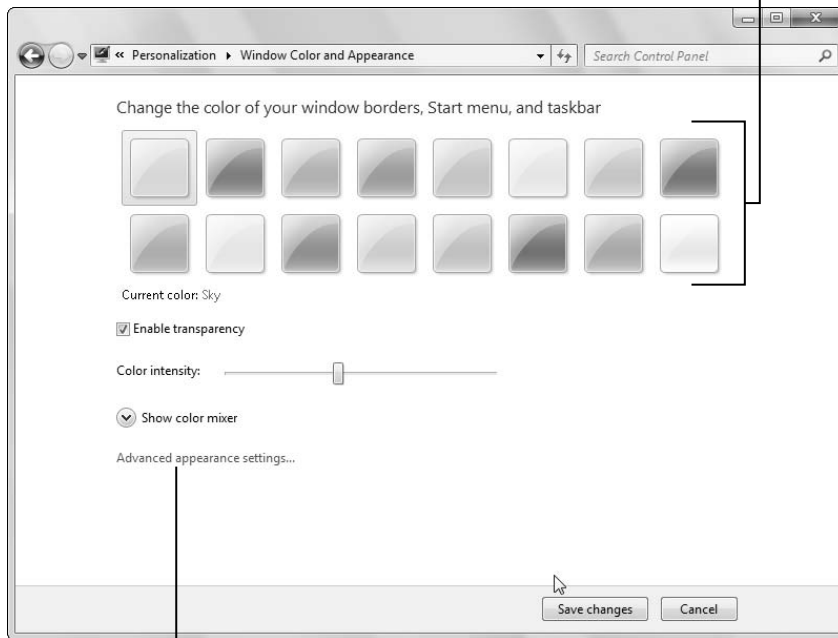 « Personalization ▸ Window Color and Appearance
Search Control Panel
Change the color of your window borders, Start menu, and taskbar
Current color: Sky
Enable transparency
Color intensity:
Show color mixer
Advanced appearance settings...
Save changes
Cancel